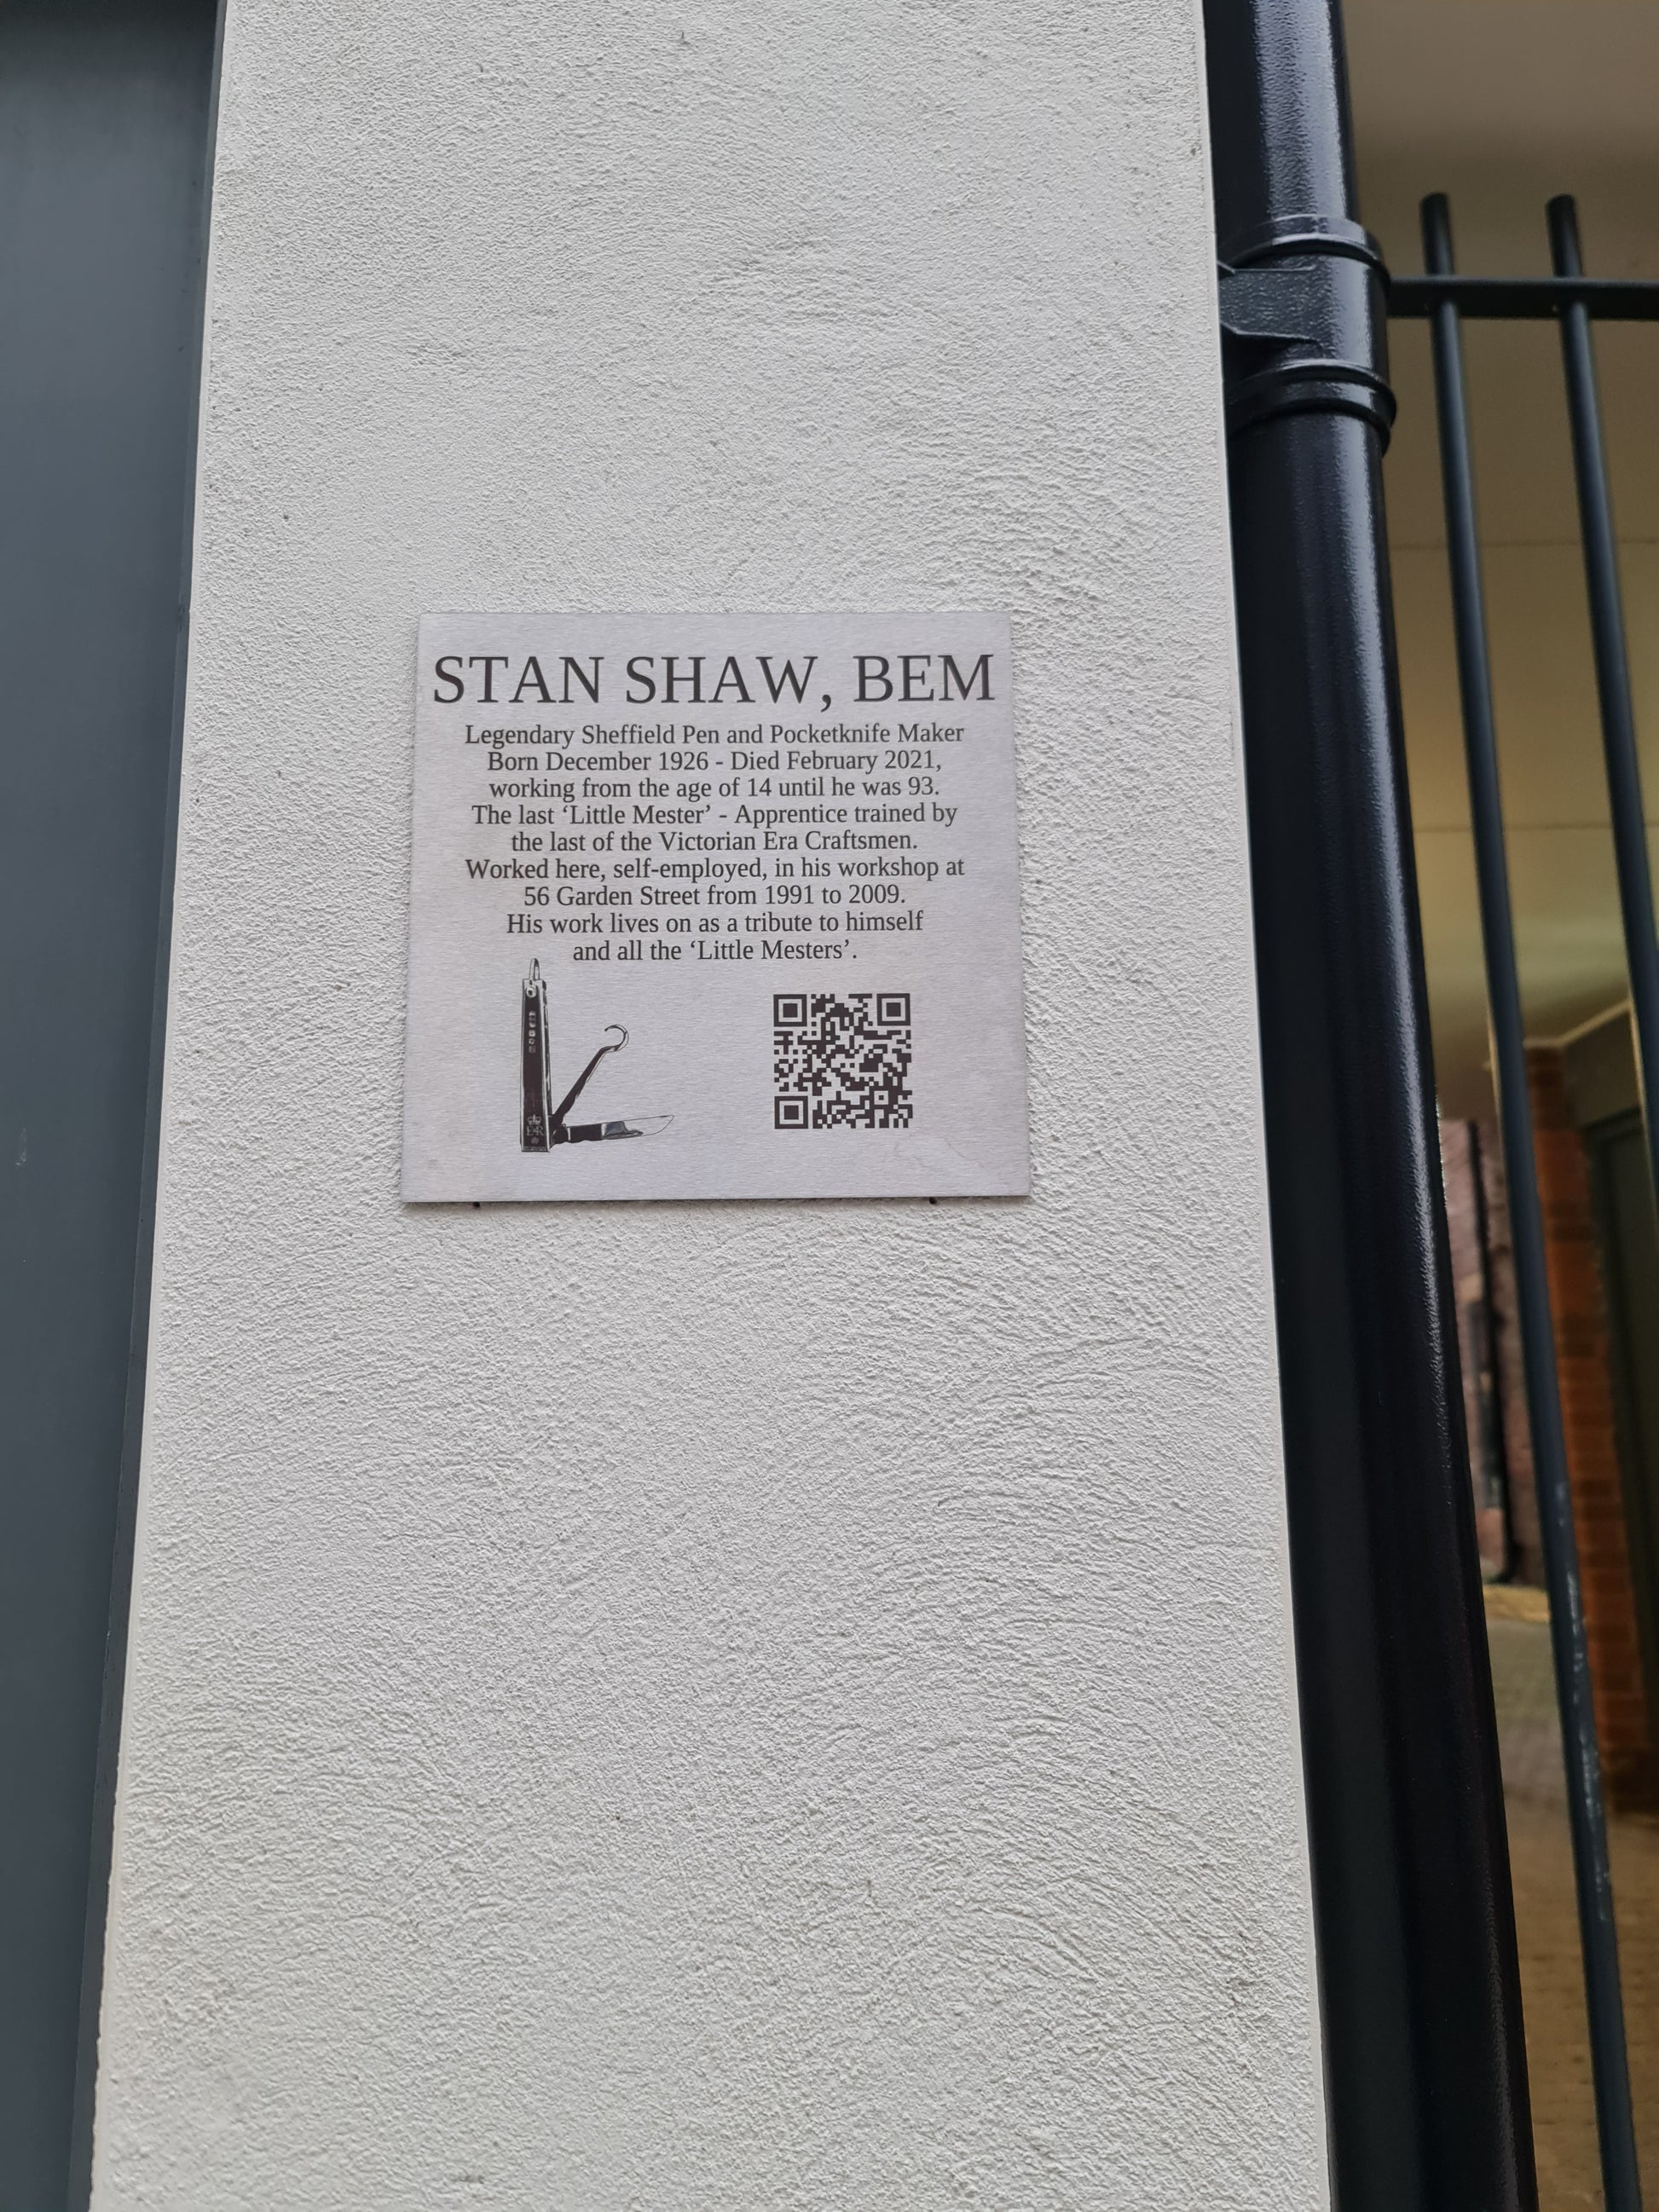 STAN SHAW, BEM
Legendary Sheffield Pen and Pocketknife Maker
Born December 1926 - Died February 2021,
working from the age of 14 until he was 93.
The last ‘Little Mester’ - Apprentice trained by
the last of the Victorian Era Craftsmen.
Worked here, self-employed, in his workshop at
56 Garden Street from 1991 to 2009.
His work lives on as a tribute to himself
and all the ‘Little Mesters’.